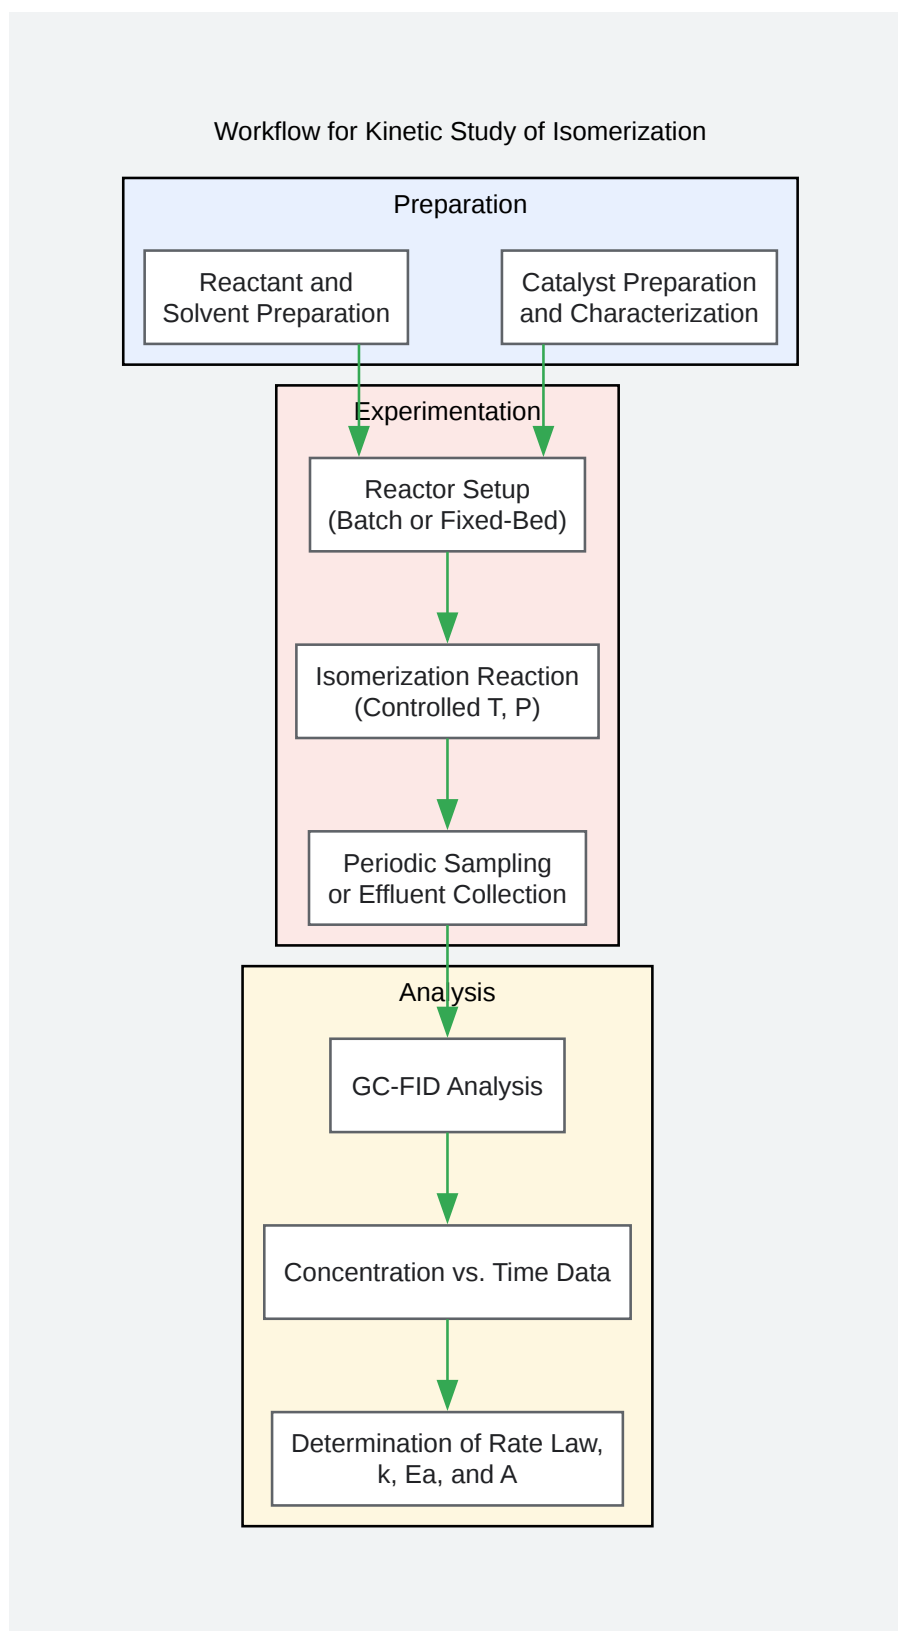 Workflow for Kinetic Study of Isomerization
Preparation
Reactant and
Solvent Preparation
Catalyst Preparation
and Characterization
Experimentation
Reactor Setup
(Batch or Fixed-Bed)
Isomerization Reaction
(Controlled T, P)
Periodic Sampling
or Effluent Collection
Analysis
GC-FID Analysis
Concentration vs. Time Data
Determination of Rate Law,
k, Ea, and A